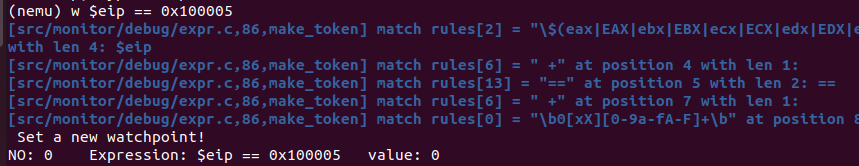 (nemu) w $eip == 0x100005
[src/monitor/debug/expr.c,86,make_token] match rules[2] = "\$(eax|EAX|ebx|EBX|ecx|ECX|edx|EDX|e
with len 4: $eip
[src/monitor/debug/expr.c,86,make_token] match rules[6] = " +" at position 4 with len 1:
[src/monitor/debug/expr.c,86,make_token] match rules[13] = "==" at position 5 with len 2: ==
[src/monitor/debug/expr.c,86,make_token] match rules[6] = " +" at position 7 with len 1:
[src/monitor/debug/expr.c,86,make_token] match rules[0] = "\b0[xX][0-9a-fA-F]+\b" at position 8
Set a new watchpoint!
NO: 0    Expression: $eip == 0x100005   value: 0